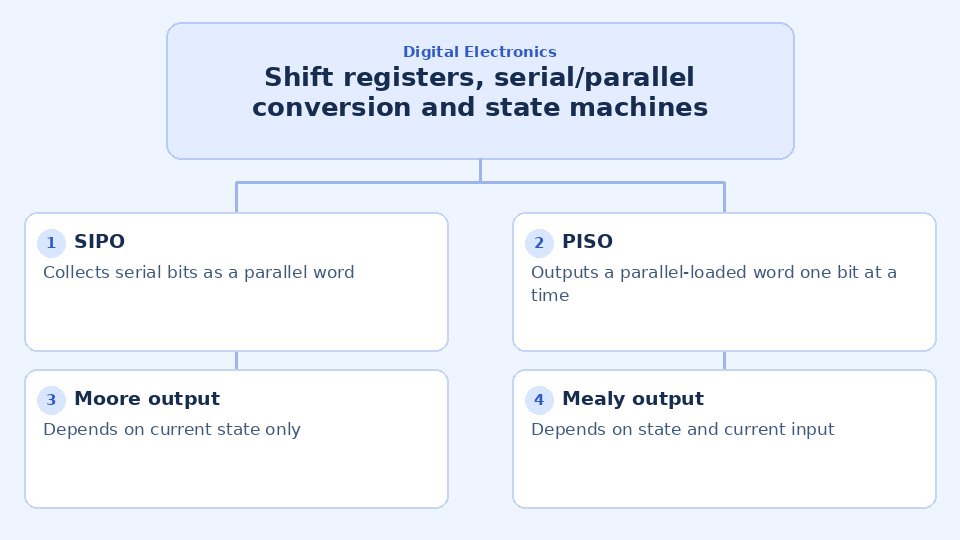 Digital Electronics
Shift registers, serial/parallel
conversion and state machines
1 SIPO
Collects serial bits as a parallel word
2 PISO
Outputs a parallel-loaded word one bit at a
time
3 Moore output
Depends on current state only
4 Mealy output
Depends on state and current input